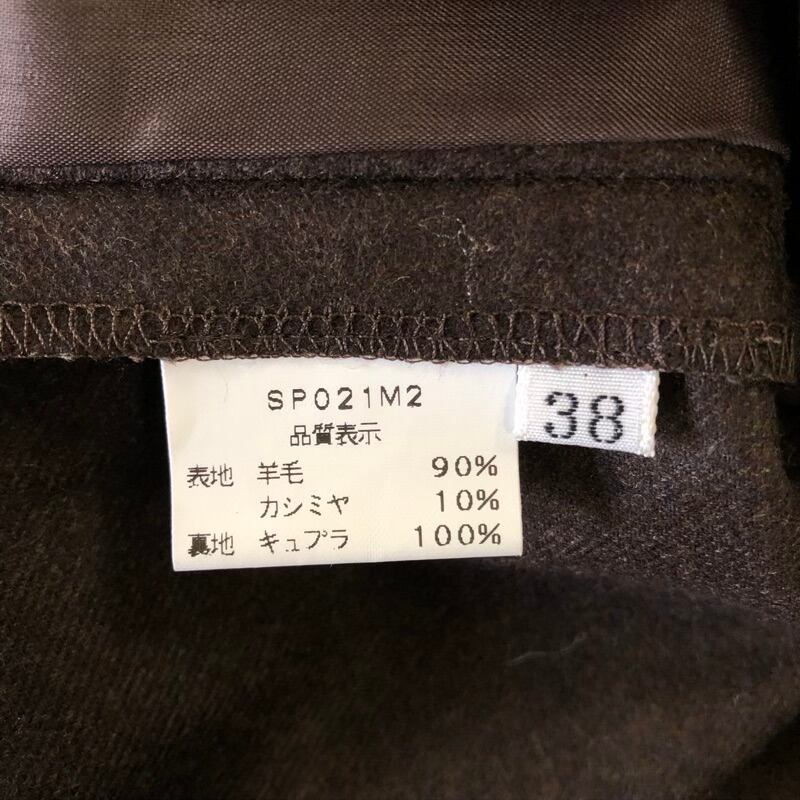 SP021M2
品質表示
表地 羊毛 90%
カシミヤ 10%
裏地 キュプラ 100%
38